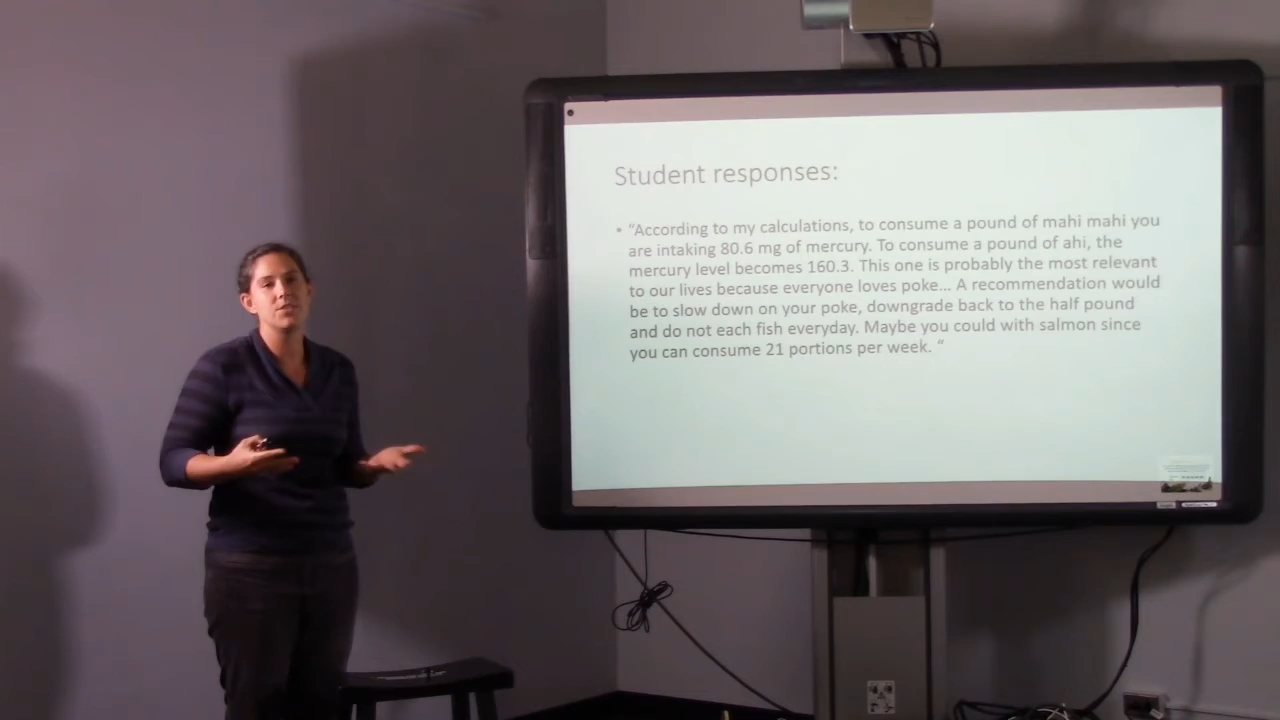 Student responses:
• “According to my calculations, to consume a pound of mahi mahi you
are intaking 80.6 mg of mercury. To consume a pound of ahi, the
mercury level becomes 160.3. This one is probably the most relevant
to our lives because everyone loves poke... A recommendation would
be to slow down on your poke, downgrade back to the half pound
and do not each fish everyday. Maybe you could with salmon since
you can consume 21 portions per week. “